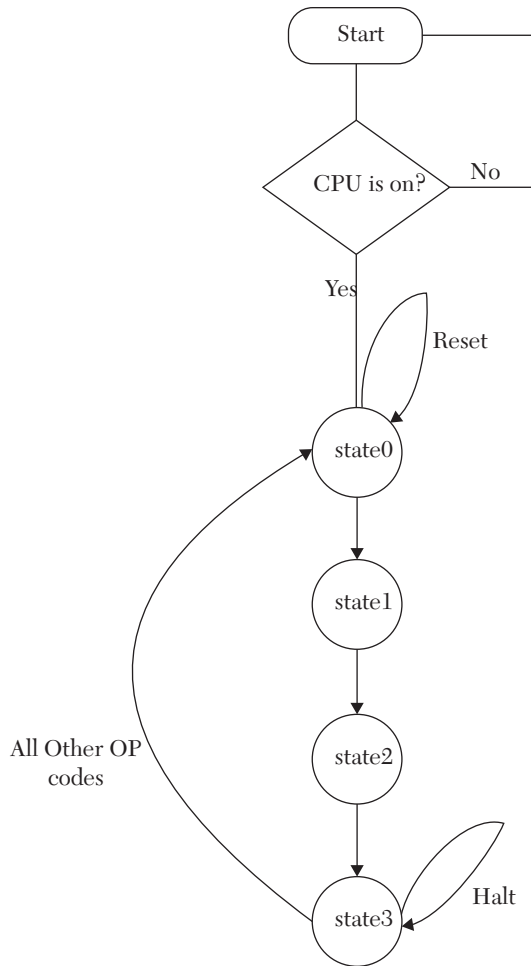 Start
CPU is on?
No
Yes
Reset
state0
state1
state2
All Other OP
codes
state3
Halt